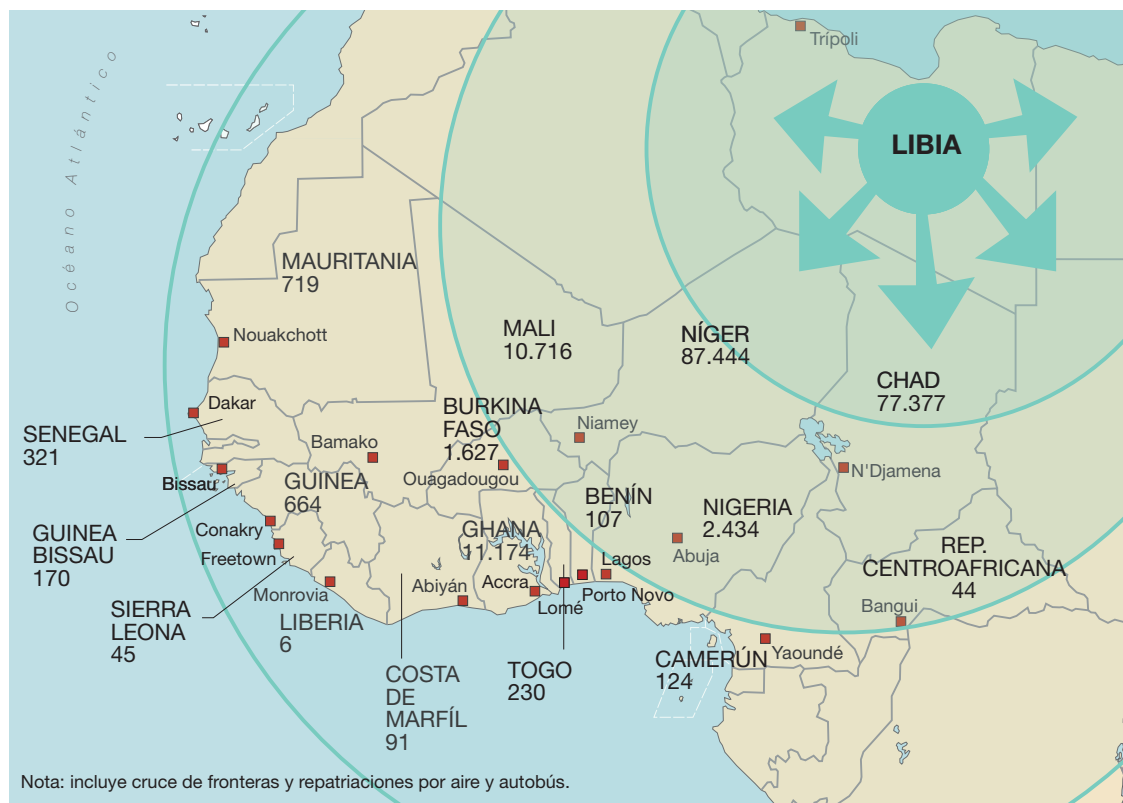 Trípoli
LIBIA
Océano Atlántico
MAURITANIA
719
Nouakchott
MALI
10.716
NÍGER
87.444
CHAD
77.377
Dakar
SENEGAL
321
Bamako
BURKINA
FASO
1.627
Ouagadougou
Niamey
N'Djamena
Bissau
GUINEA
664
BENÍN
107
NIGERIA
2.434
Abuja
GUINEA
BISSAU
170
Conakry
Freetown
GHANA
11.174
REP.
CENTROAFRICANA
44
Bangui
Monrovia
Abiyán
Accra
Lomé
Lagos
Porto Novo
SIERRA
LEONA
45
LIBERIA
6
COSTA
DE
MARFÍL
91
TOGO
230
CAMERÚN
124
Yaoundé
Nota: incluye cruce de fronteras y repatriaciones por aire y autobús.